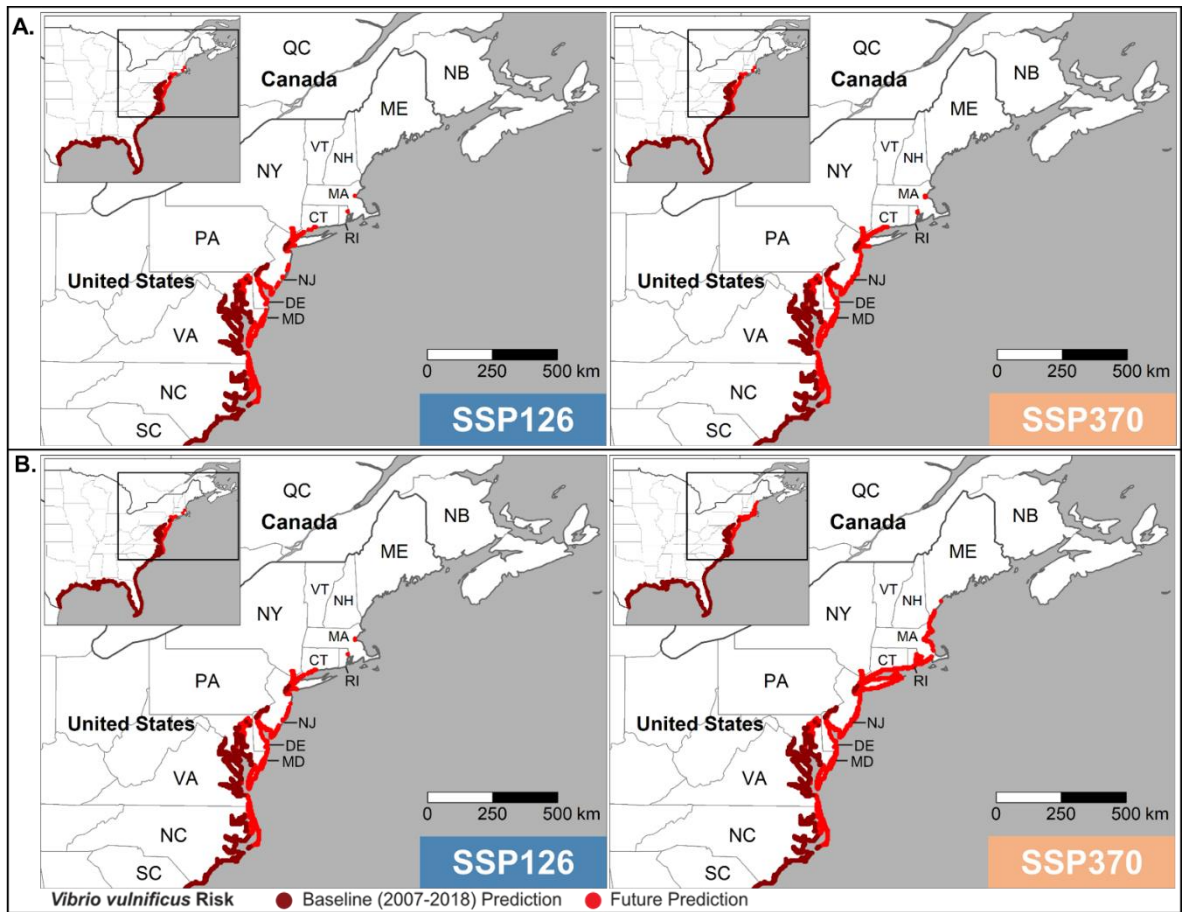 A.
QC
Canada
NB
ME
VT
NH
NY
MA
CT
RI
PA
United States
NJ
DE
MD
VA
NC
SC
0 250 500 km
SSP126
QC
Canada
NB
ME
VT
NH
NY
MA
CT
RI
PA
United States
NJ
DE
MD
VA
NC
SC
0 250 500 km
SSP370
B.
QC
Canada
NB
ME
VT
NH
NY
MA
CT
RI
PA
United States
NJ
DE
MD
VA
NC
SC
0 250 500 km
SSP126
QC
Canada
NB
ME
VT
NH
NY
MA
CT
RI
PA
United States
NJ
DE
MD
VA
NC
SC
0 250 500 km
SSP370
Vibrio vulnificus Risk Baseline (2007-2018) Prediction Future Prediction